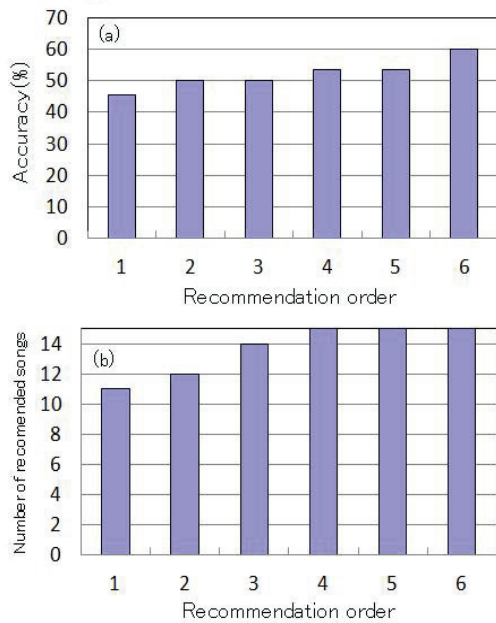 70
(a)
60
50
40
30
20
10
0
Accuracy(%)
1 2 3 4 5 6
Recommendation order
(b)
14
12
10
8
6
4
2
0
Number of recomended songs
1 2 3 4 5 6
Recommendation order